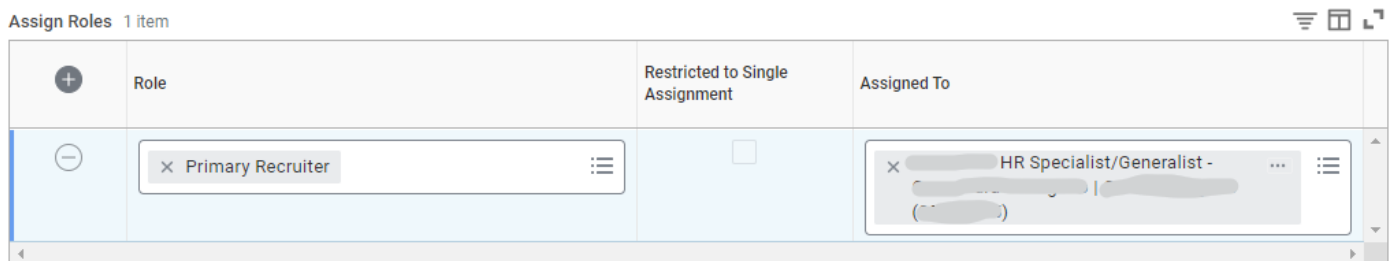 Assign Roles 1 item
Role
Restricted to Single
Assignment
Assigned To
Primary Recruiter
HR Specialist/Generalist -
|
( )